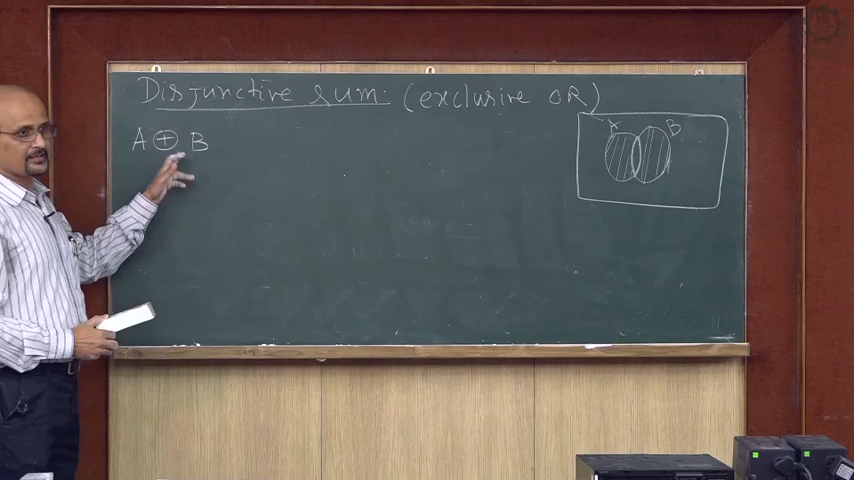 Disjunctive sum. (exclusive OR)
A ⊕ B
A B